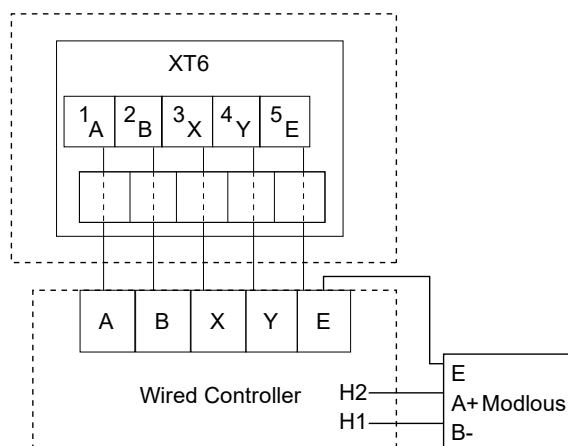 XT6
1A 2B 3X 4Y 5E
A B X Y E
Wired Controller
H2
H1
E
A+ Modlous
B-